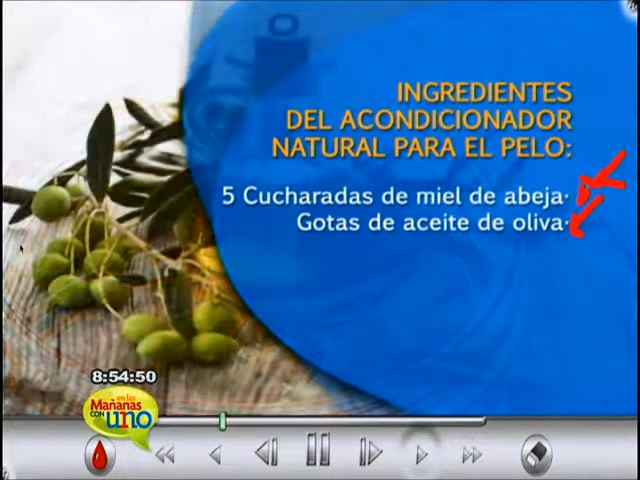 INGREDIENTES
DEL ACONDICIONADOR
NATURAL PARA EL PELO:
5 Cucharadas de miel de abeja·
Gotas de aceite de oliva·
8:54:50
en las
Mañanas
CON uno